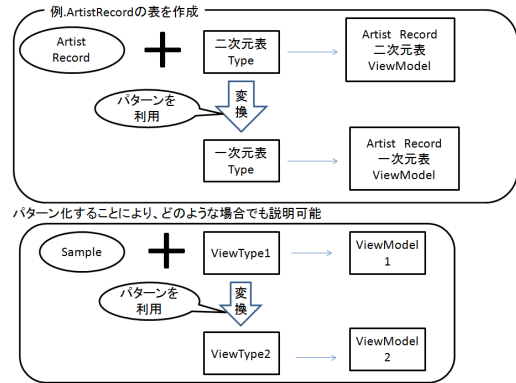 例.ArtistRecordの表を作成
Artist
Record
二次元表
Type
Artist Record
二次元表
ViewModel
パターンを
利用
変
換
一次元表
Type
Artist Record
一次元表
ViewModel
パターン化することにより、どのような場合でも説明可能
Sample
ViewType1
ViewModel
1
パターンを
利用
変
換
ViewType2
ViewModel
2